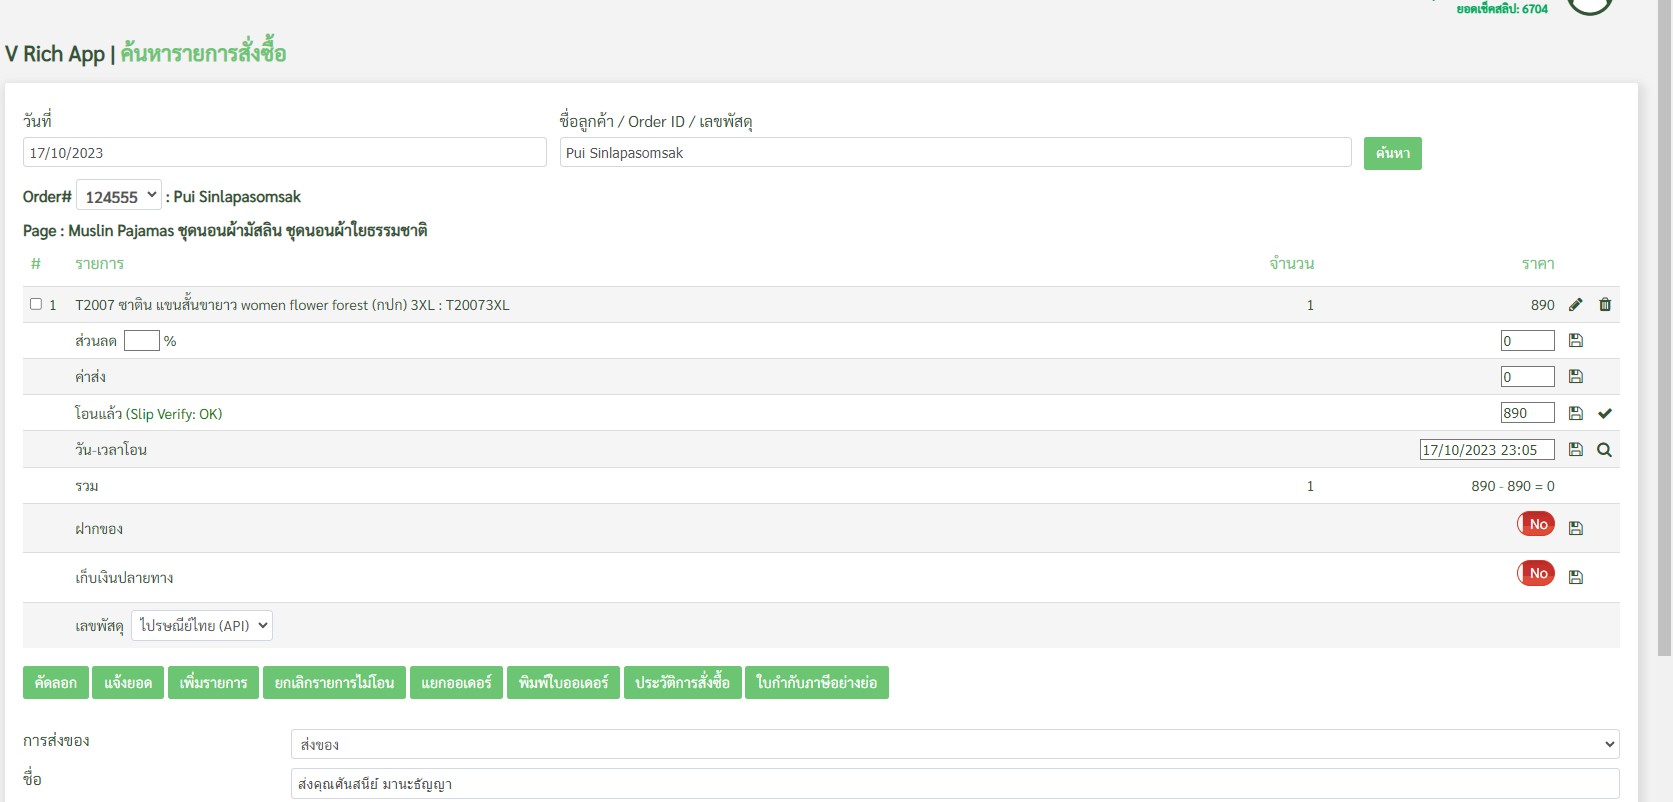 ยอดเช็คสลิป: 6704
V Rich App | ค้นหารายการสั่งซื้อ
วันที่
ชื่อลูกค้า / Order ID / เลขพัสดุ
17/10/2023
Pui Sinlapasomsak
ค้นหา
Order# 124555 : Pui Sinlapasomsak
Page : Muslin Pajamas ชุดนอนผ้ามัสลิน ชุดนอนผ้าใยธรรมชาติ
# รายการ จำนวน ราคา
1 T2007 ซาติน แขนสั้นขายาว women flower forest (กปก) 3XL : T20073XL 1 890
ส่วนลด % 0
ค่าส่ง 0
โอนแล้ว (Slip Verify: OK) 890
วัน-เวลาโอน 17/10/2023 23:05
รวม 1 890 - 890 = 0
ฝากของ No
เก็บเงินปลายทาง No
เลขพัสดุ ไปรษณีย์ไทย (API)
คัดลอก แจ้งยอด เพิ่มรายการ ยกเลิกรายการไม่โอน แยกออเดอร์ พิมพ์ใบออเดอร์ ประวัติการสั่งซื้อ ใบกำกับภาษีอย่างย่อ
การส่งของ ส่งของ
ชื่อ ส่งคุณศันสนีย์ มานะธัญญา